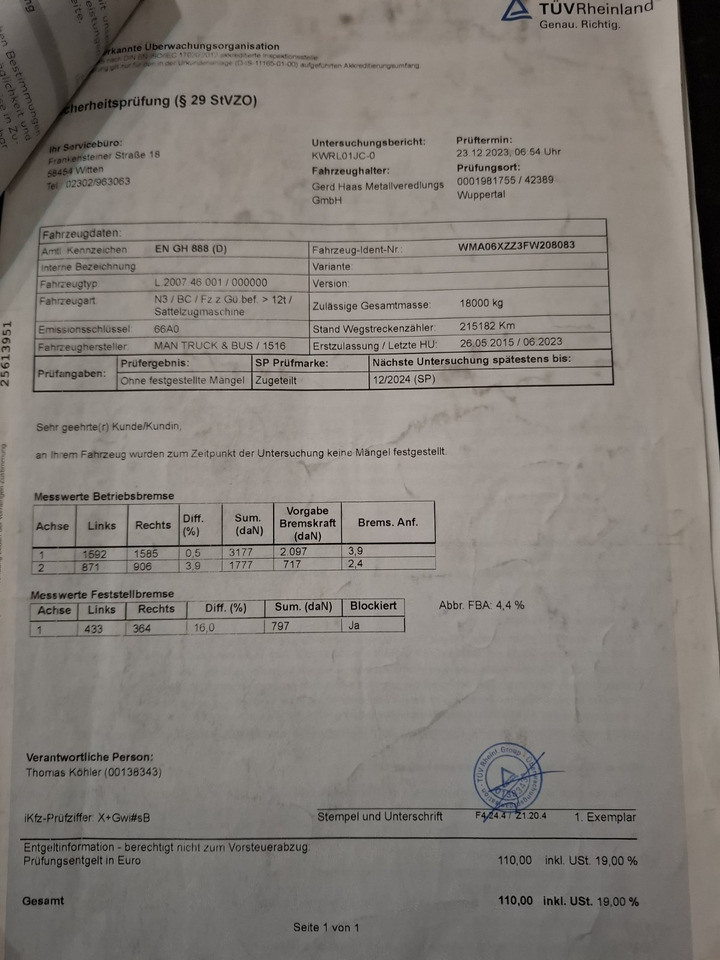 TÜVRheinland
Genau. Richtig.
rkannte Überwachungsorganisation
cherheitsprüfung (§ 29 StVZO)
Ihr Servicebüro:
Frankensteiner Straße 18
58454 Witten
Tel.: 02302/963063
Untersuchungsbericht:
KWRL01JC-0
Fahrzeughalter:
Gerd Haas Metallveredlungs
GmbH
Prüftermin:
23.12.2023, 06:54 Uhr
Prüfungsort:
0001981755 / 42389
Wuppertal
Fahrzeugdaten:
Amtl. Kennzeichen EN GH 888 (D) Fahrzeug-Ident-Nr.: WMA06XZZ3FW208083
Interne Bezeichnung Variante:
Fahrzeugtyp L 2007 46 001 / 000000 Version:
Fahrzeugart N3 / BC / Fz z Gü bef. > 12t / Sattelzugmaschine Zulässige Gesamtmasse: 18000 kg
Emissionsschlüssel 66A0 Stand Wegstreckenzähler: 215182 Km
Fahrzeughersteller MAN TRUCK & BUS / 1516 Erstzulassung / Letzte HU: 26.05.2015 / 06.2023
Prüfangaben: Prüfergebnis: SP Prüfmarke: Nächste Untersuchung spätestens bis:
Ohne festgestellte Mängel Zugeteilt 12/2024 (SP)
25613951
Sehr geehrte(r) Kunde/Kundin,
an Ihrem Fahrzeug wurden zum Zeitpunkt der Untersuchung keine Mängel festgestellt.
Messwerte Betriebsbremse
Achse Links Rechts Diff. (%) Sum. (daN) Vorgabe Bremskraft (daN) Brems. Anf.
1 1592 1585 0,5 3177 2.097 3,9
2 871 906 3,9 1777 717 2,4
Messwerte Feststellbremse
Achse Links Rechts Diff. (%) Sum. (daN) Blockiert
1 433 364 16,0 797 Ja
Abbr. FBA: 4,4 %
Verantwortliche Person:
Thomas Köhler (00138343)
iKfz-Prüfziffer: X+Gwi#sB
Stempel und Unterschrift
F4/24.4 / Z1.20.4
1. Exemplar
Entgeltinformation - berechtigt nicht zum Vorsteuerabzug:
Prüfungsentgelt in Euro 110,00 inkl. USt. 19,00 %
Gesamt 110,00 inkl. USt. 19,00 %
Seite 1 von 1